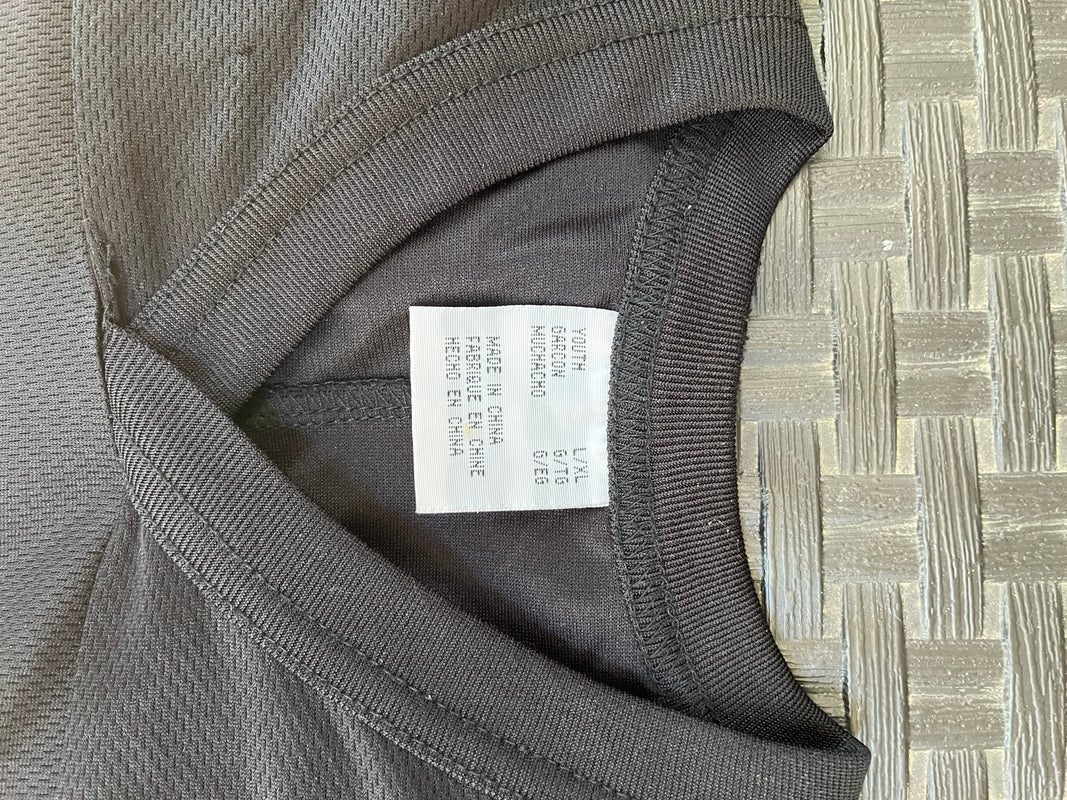 YOUTH L/XL
GARCON G/TG
MUCHACHO G/EG
MADE IN CHINA
FABRIQUE EN CHINE
HECHO EN CHINA